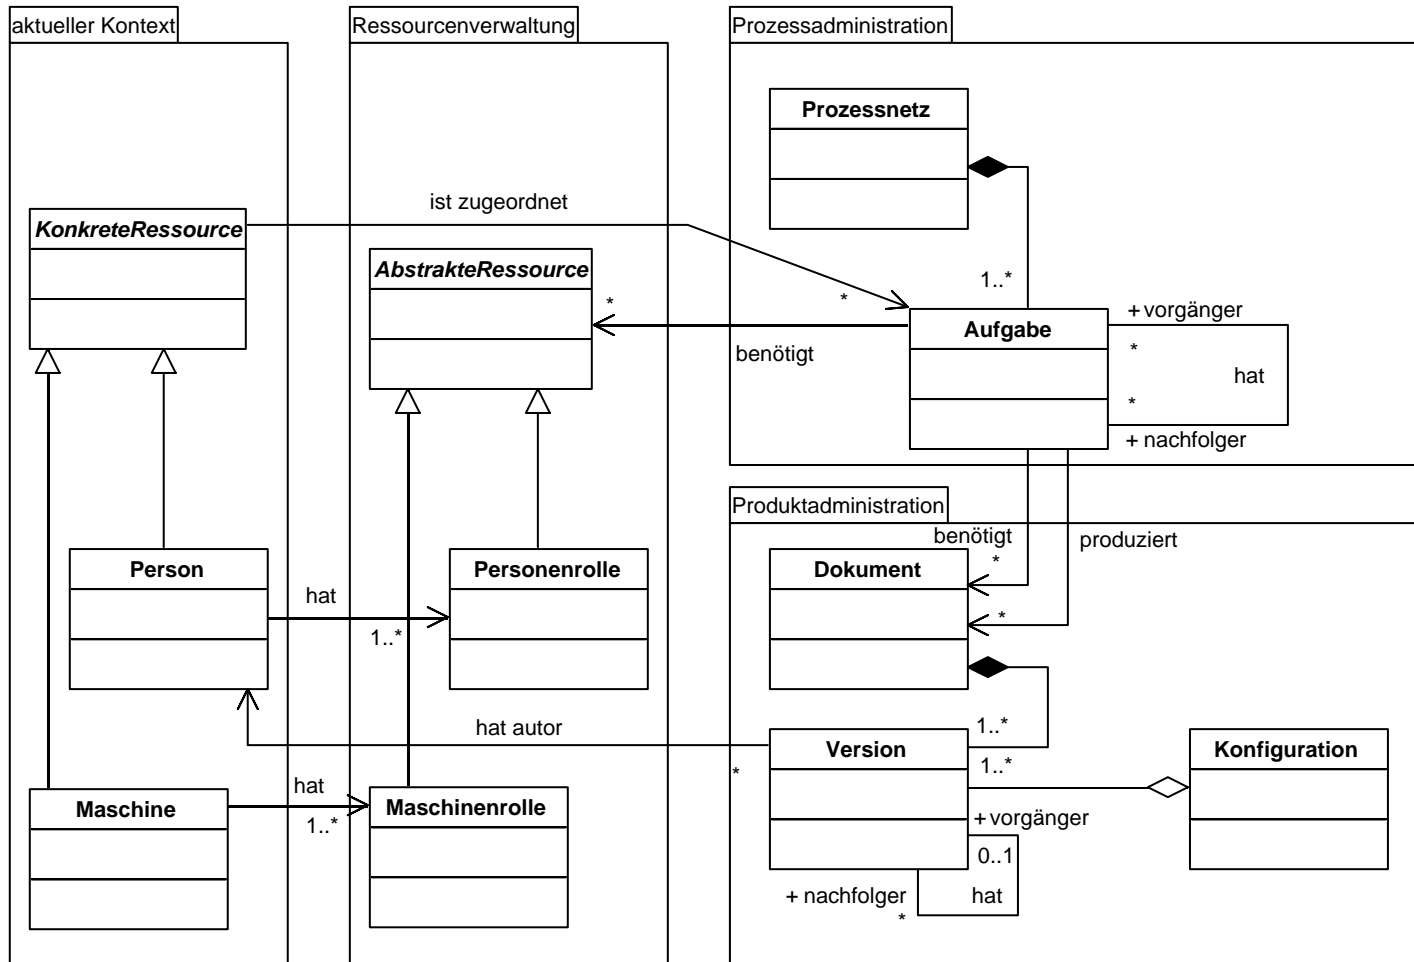 aktueller Kontext
Ressourcenverwaltung
Prozessadministration
Prozessnetz
ist zugeordnet
KonkreteRessource
AbstrakteRessource
1..*
*
*
+ vorgänger
Aufgabe
*
benötigt
hat
*
+ nachfolger
Produktadministration
benötigt
produziert
Person
Personenrolle
Dokument
*
hat
*
1..*
hat autor
1..*
Version
Konfiguration
*
1..*
hat
Maschine
Maschinenrolle
1..*
+ vorgänger
0..1
+ nachfolger
hat
*